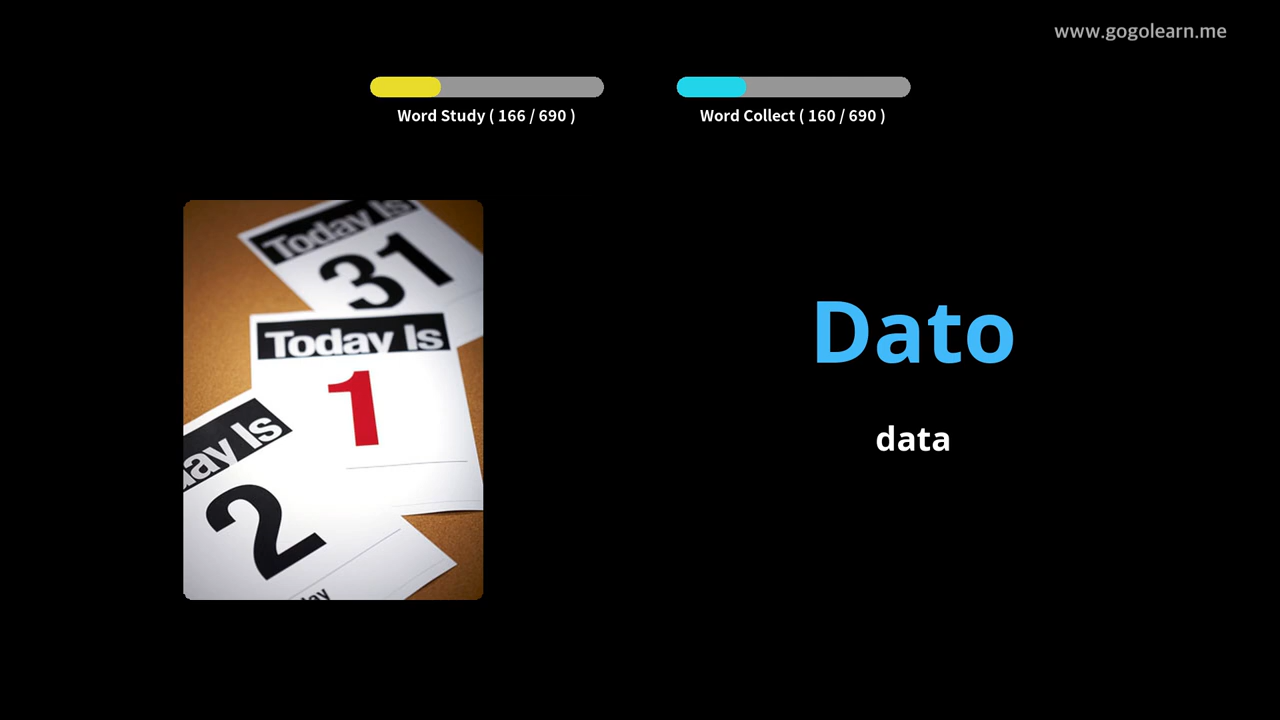 www.gogolearn.me
Word Study ( 166 / 690 )
Word Collect ( 160 / 690 )
Today Is
31
Today Is
1
day Is
2
Dato
data